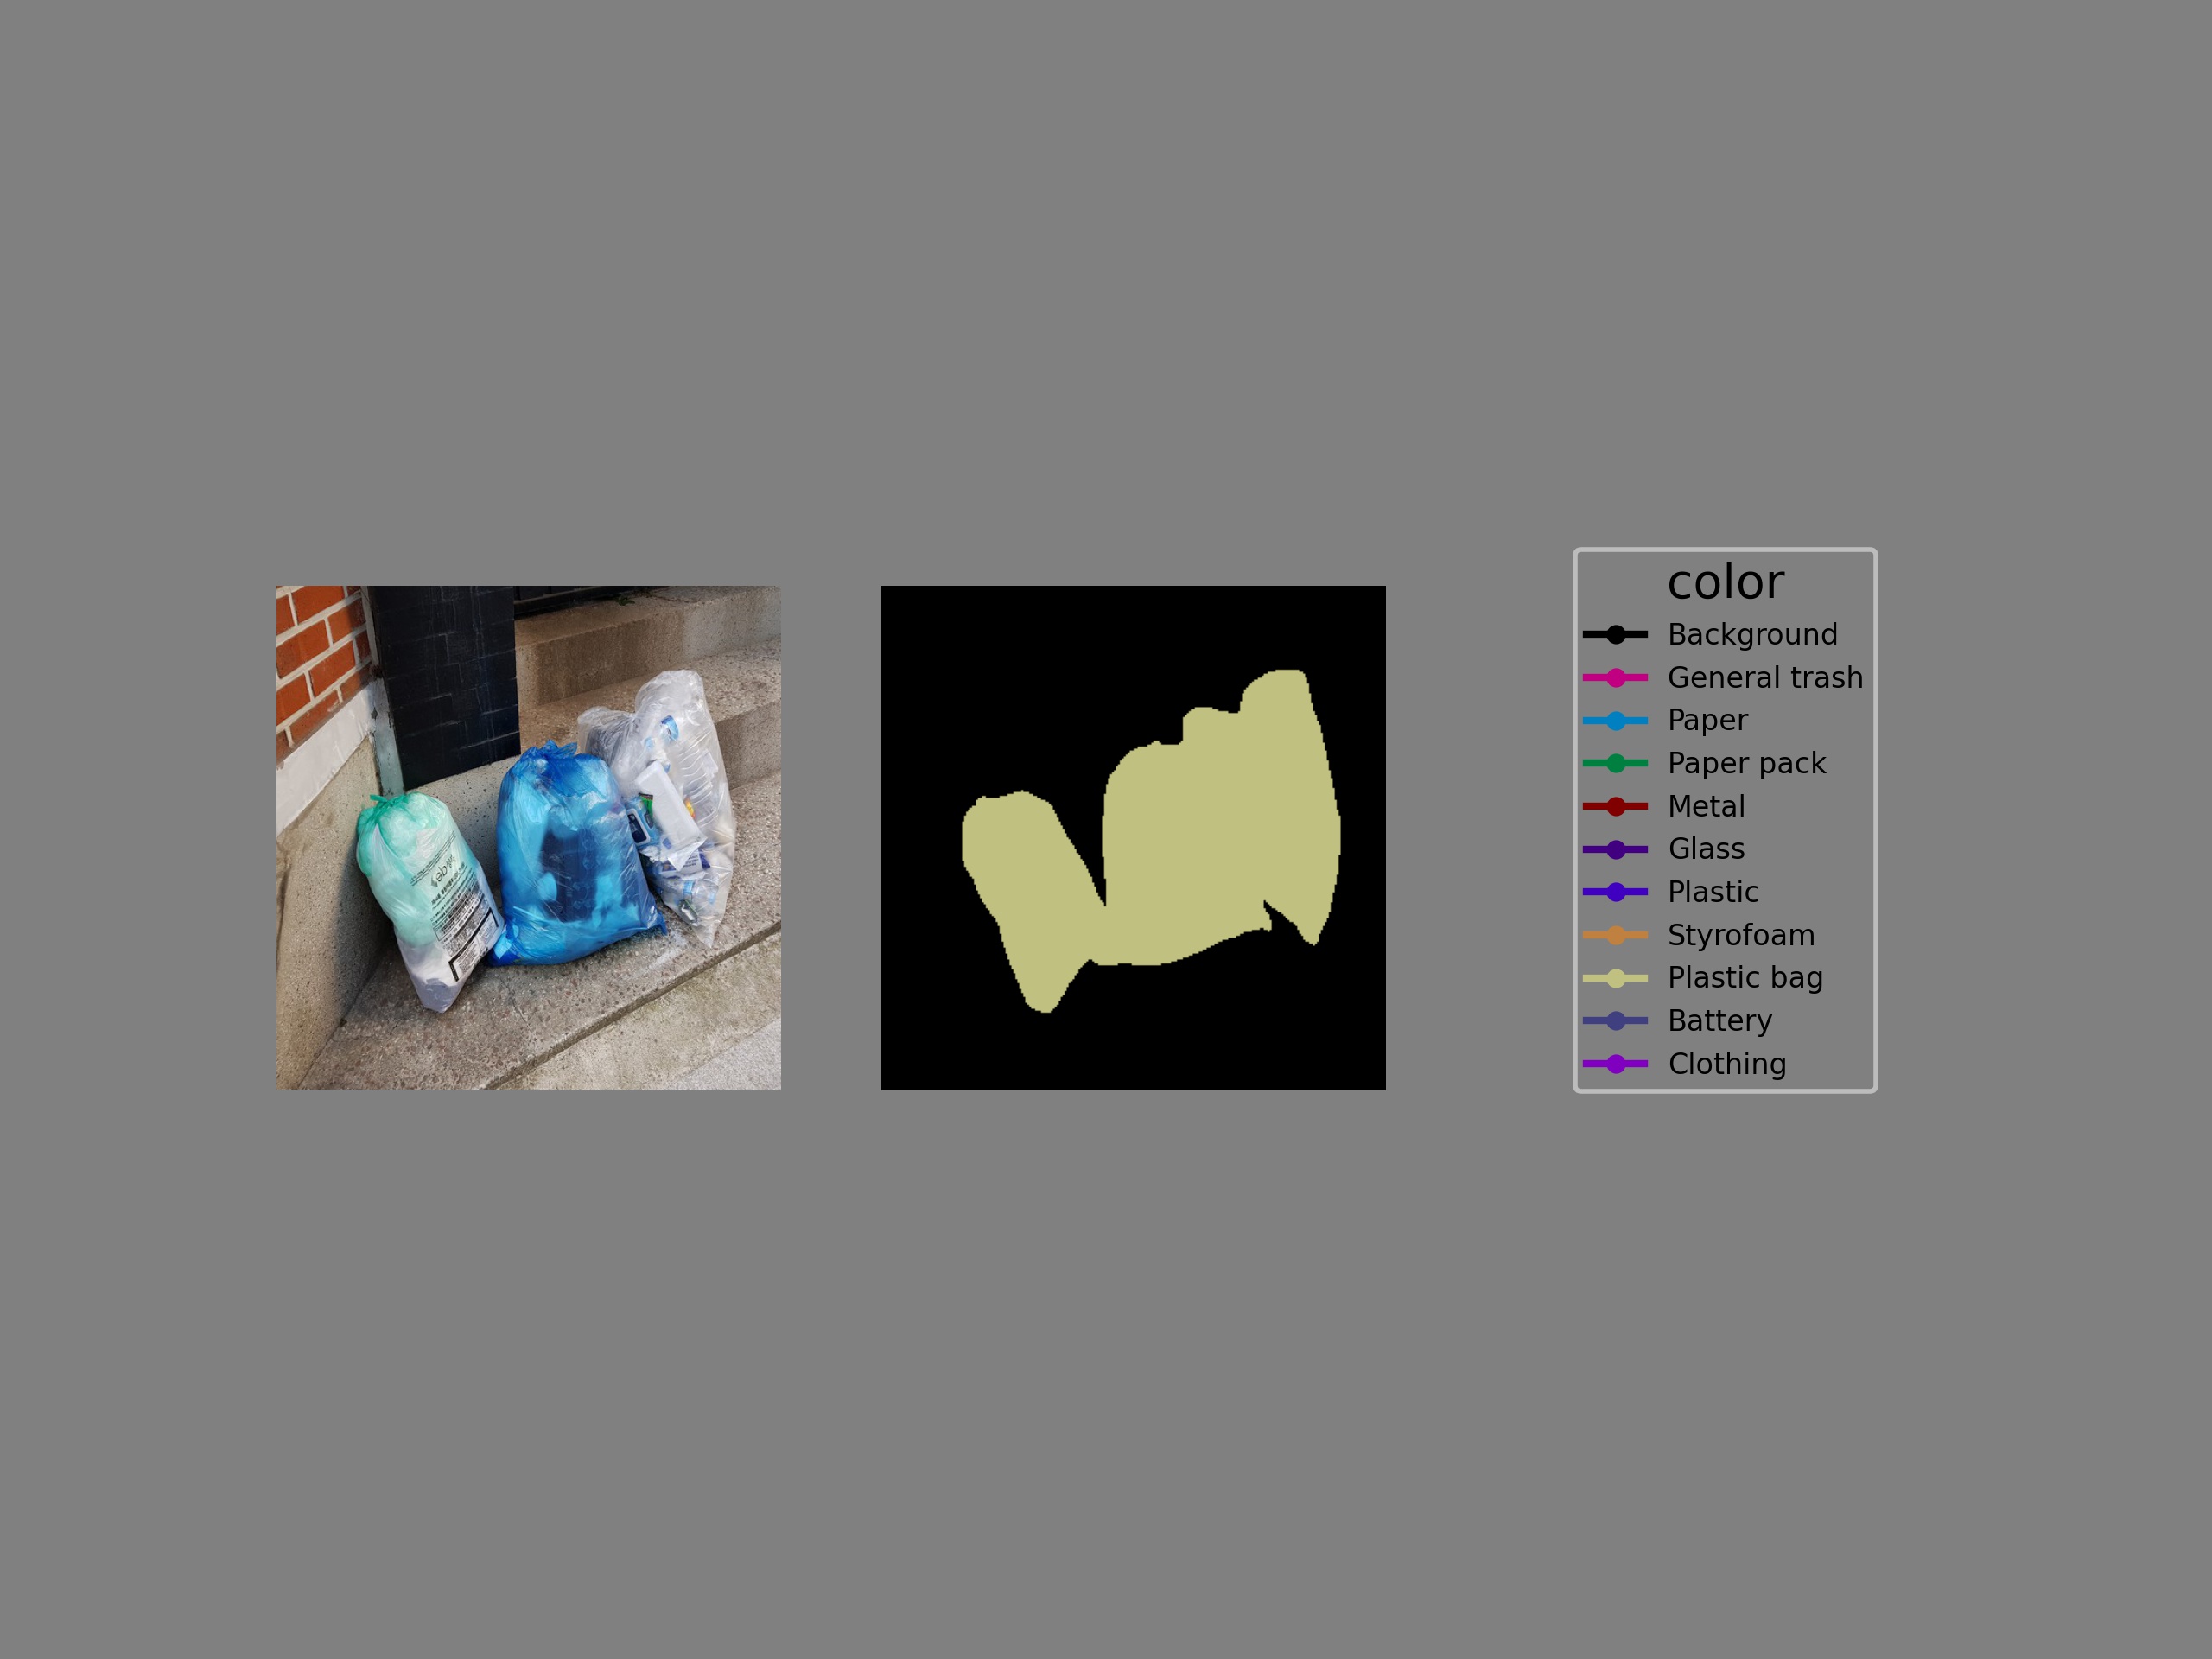 color
Background
General trash
Paper
Paper pack
Metal
Glass
Plastic
Styrofoam
Plastic bag
Battery
Clothing